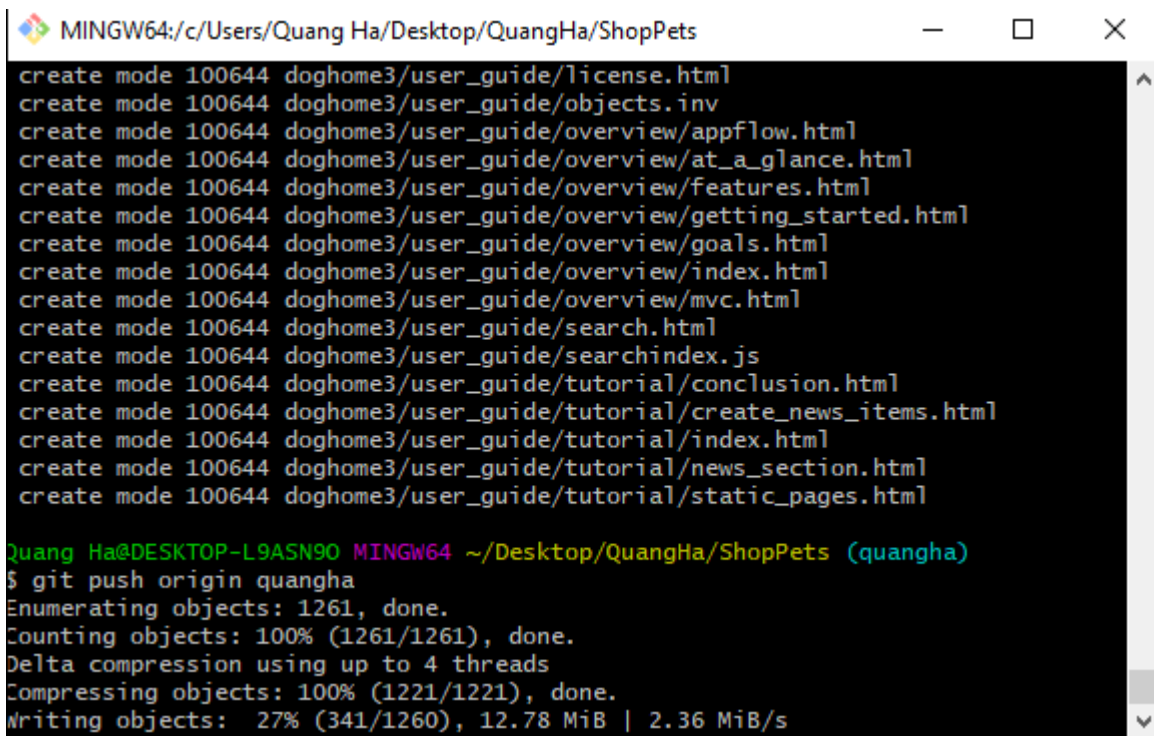 MINGW64:/c/Users/Quang Ha/Desktop/QuangHa/ShopPets
create mode 100644 doghome3/user_guide/license.html
create mode 100644 doghome3/user_guide/objects.inv
create mode 100644 doghome3/user_guide/overview/appflow.html
create mode 100644 doghome3/user_guide/overview/at_a_glance.html
create mode 100644 doghome3/user_guide/overview/features.html
create mode 100644 doghome3/user_guide/overview/getting_started.html
create mode 100644 doghome3/user_guide/overview/goals.html
create mode 100644 doghome3/user_guide/overview/index.html
create mode 100644 doghome3/user_guide/overview/mvc.html
create mode 100644 doghome3/user_guide/search.html
create mode 100644 doghome3/user_guide/searchindex.js
create mode 100644 doghome3/user_guide/tutorial/conclusion.html
create mode 100644 doghome3/user_guide/tutorial/create_news_items.html
create mode 100644 doghome3/user_guide/tutorial/index.html
create mode 100644 doghome3/user_guide/tutorial/news_section.html
create mode 100644 doghome3/user_guide/tutorial/static_pages.html
Quang Ha@DESKTOP-L9ASN9O MINGW64 ~/Desktop/QuangHa/ShopPets (quangha)
$ git push origin quangha
Enumerating objects: 1261, done.
Counting objects: 100% (1261/1261), done.
Delta compression using up to 4 threads
Compressing objects: 100% (1221/1221), done.
Writing objects:  27% (341/1260), 12.78 MiB | 2.36 MiB/s